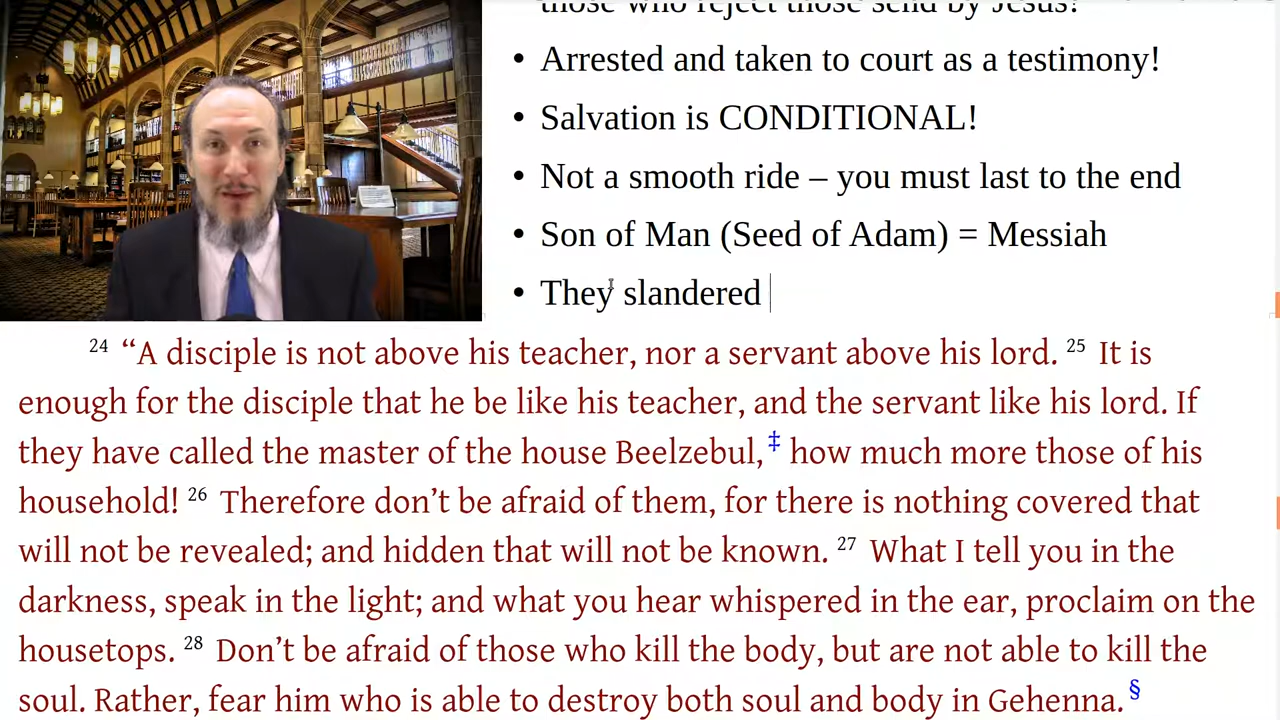 those who reject those send by Jesus!
• Arrested and taken to court as a testimony!
• Salvation is CONDITIONAL!
• Not a smooth ride – you must last to the end
• Son of Man (Seed of Adam) = Messiah
• They slandered
24 “A disciple is not above his teacher, nor a servant above his lord. 25 It is
enough for the disciple that he be like his teacher, and the servant like his lord. If
they have called the master of the house Beelzebul,‡ how much more those of his
household! 26 Therefore don’t be afraid of them, for there is nothing covered that
will not be revealed; and hidden that will not be known. 27 What I tell you in the
darkness, speak in the light; and what you hear whispered in the ear, proclaim on the
housetops. 28 Don’t be afraid of those who kill the body, but are not able to kill the
soul. Rather, fear him who is able to destroy both soul and body in Gehenna.§